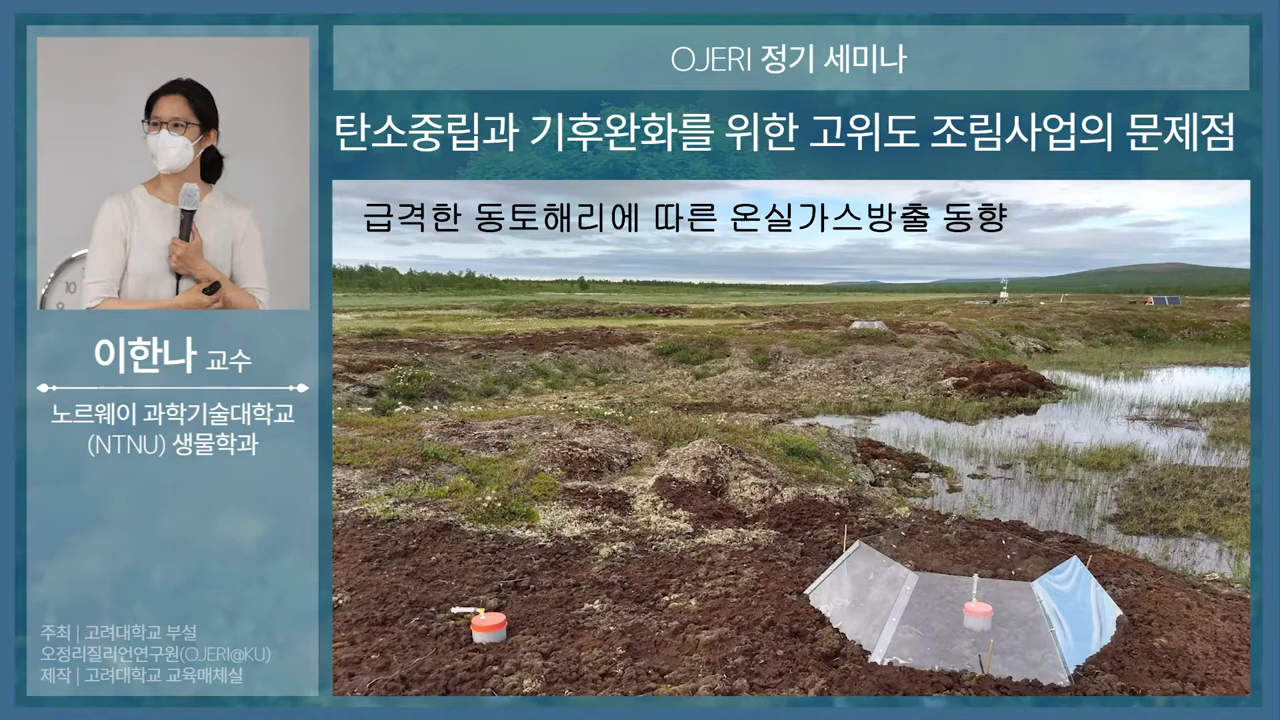 OJERI 정기 세미나
탄소중립과 기후완화를 위한 고위도 조림사업의 문제점
급격한 동토해리에 따른 온실가스방출 동향
10
9
이한나 교수
노르웨이 과학기술대학교
(NTNU) 생물학과
주최 | 고려대학교 부설
오정리질리언연구원(OJERI@KU)
제작 | 고려대학교 교육매체실